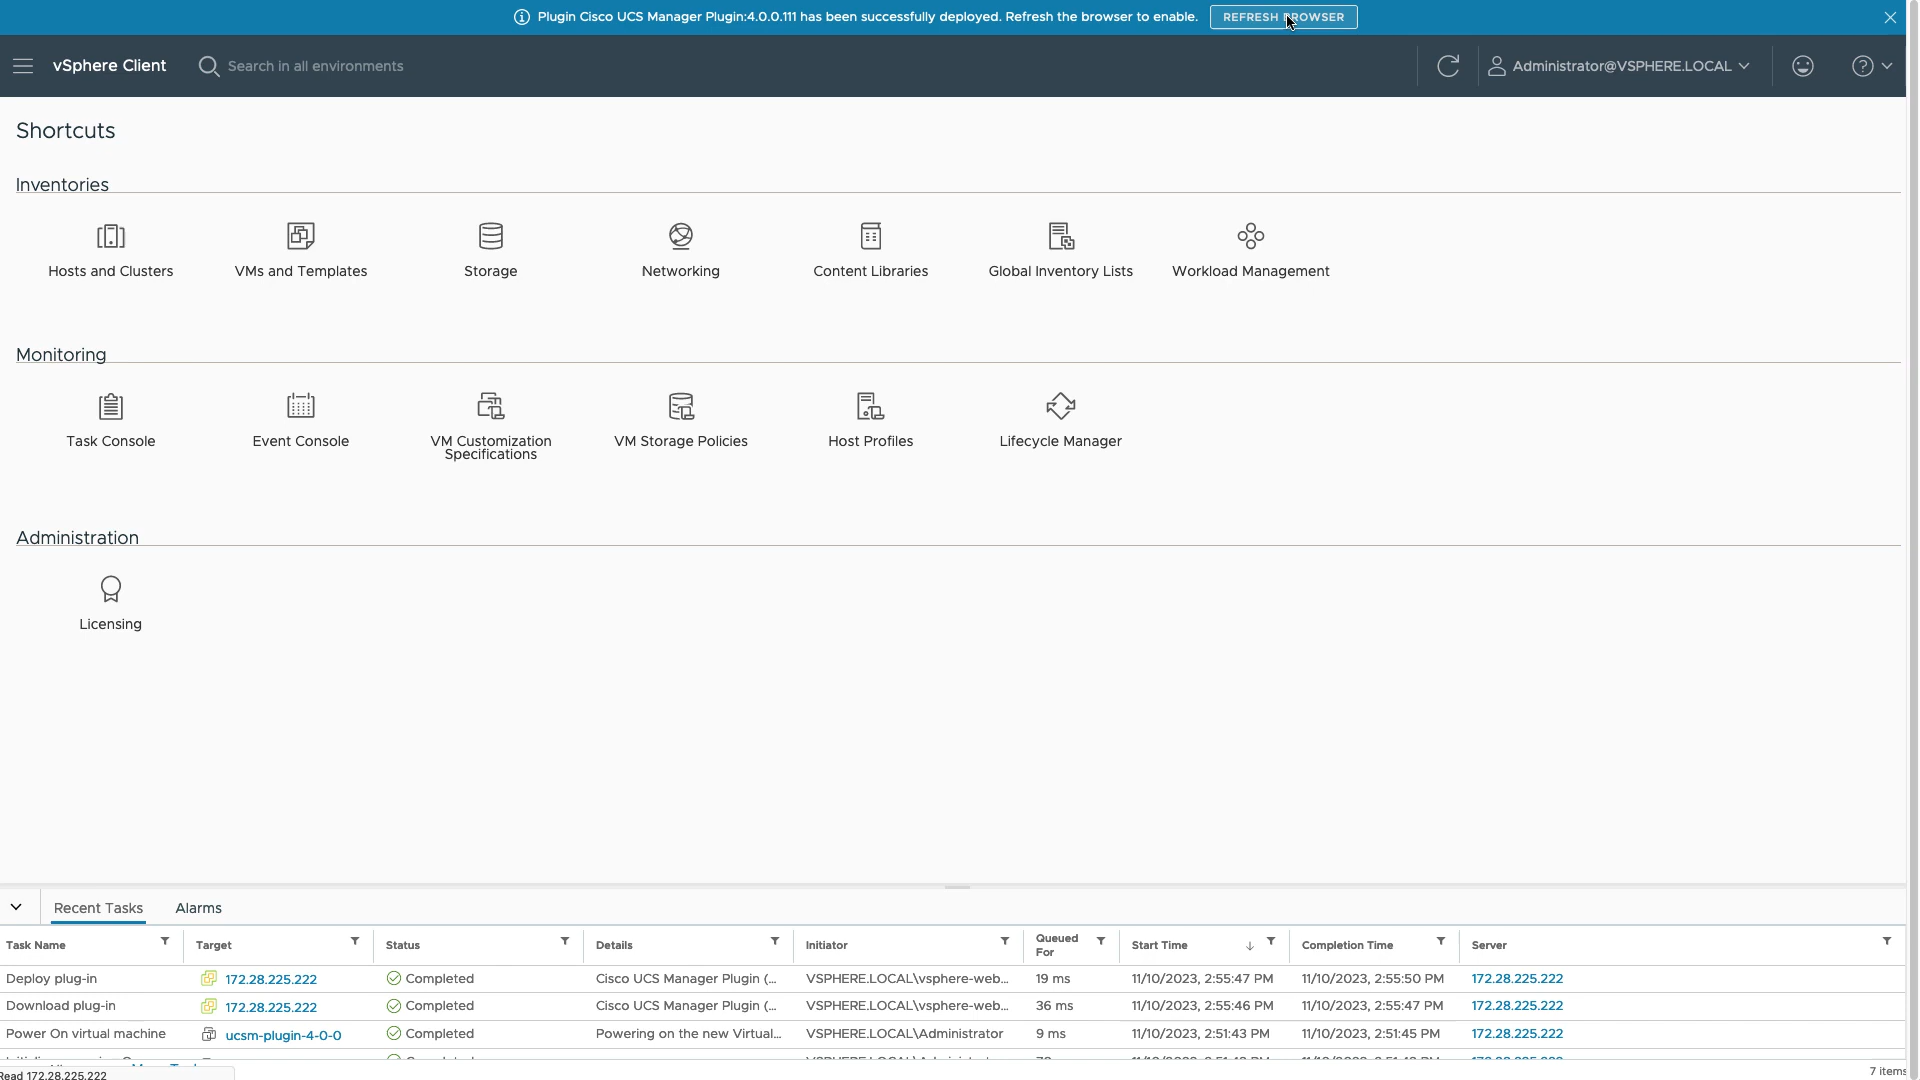 Plugin Cisco UCS Manager Plugin:4.0.0.111 has been successfully deployed. Refresh the browser to enable. REFRESH BROWSER
vSphere Client Search in all environments Administrator@VSPHERE.LOCAL
Shortcuts
Inventories
Hosts and Clusters VMs and Templates Storage Networking Content Libraries Global Inventory Lists Workload Management
Monitoring
Task Console Event Console VM Customization Specifications VM Storage Policies Host Profiles Lifecycle Manager
Administration
Licensing
Recent Tasks Alarms
Task Name Target Status Details Initiator Queued For Start Time Completion Time Server
Deploy plug-in 172.28.225.222 Completed Cisco UCS Manager Plugin (... VSPHERE.LOCAL\vsphere-web... 19 ms 11/10/2023, 2:55:47 PM 11/10/2023, 2:55:50 PM 172.28.225.222
Download plug-in 172.28.225.222 Completed Cisco UCS Manager Plugin (... VSPHERE.LOCAL\vsphere-web... 36 ms 11/10/2023, 2:55:46 PM 11/10/2023, 2:55:47 PM 172.28.225.222
Power On virtual machine ucsm-plugin-4-0-0 Completed Powering on the new Virtual... VSPHERE.LOCAL\Administrator 9 ms 11/10/2023, 2:51:43 PM 11/10/2023, 2:51:45 PM 172.28.225.222
7 items
Read 172.28.225.222